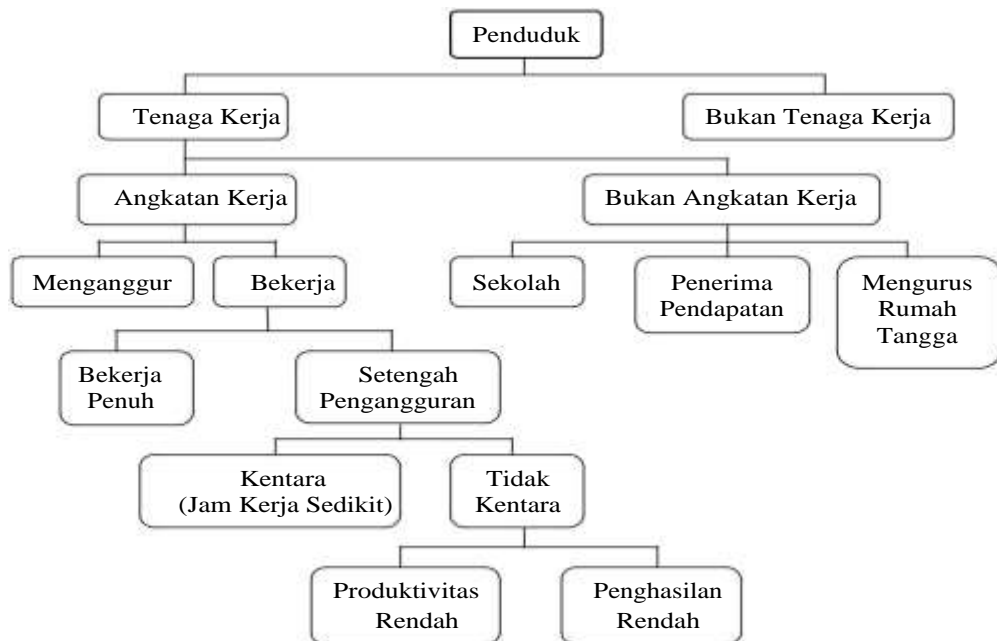 Penduduk
Tenaga Kerja
Bukan Tenaga Kerja
Angkatan Kerja
Bukan Angkatan Kerja
Menganggur
Bekerja
Sekolah
Penerima
Pendapatan
Mengurus
Rumah
Tangga
Bekerja
Penuh
Setengah
Pengangguran
Kentara
(Jam Kerja Sedikit)
Tidak
Kentara
Produktivitas
Rendah
Penghasilan
Rendah